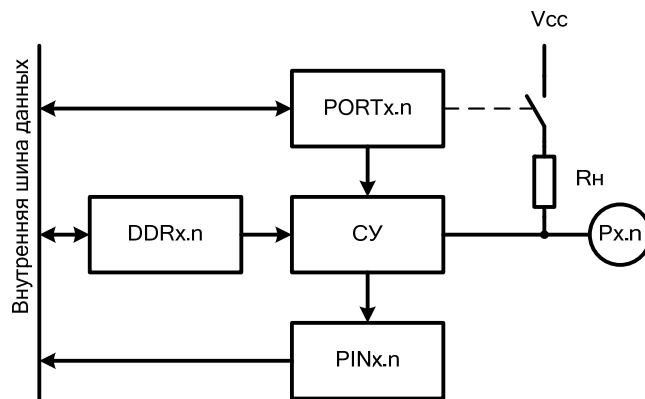 Vcc
PORTx.n
Rн
Внутренняя шина данных
DDRx.n
СУ
Px.n
PINx.n